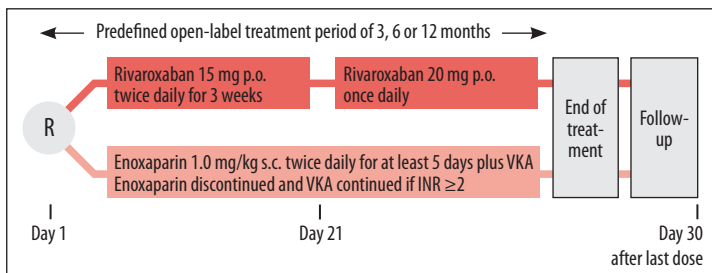 Predefined open-label treatment period of 3, 6 or 12 months
R
Rivaroxaban 15 mg p.o.
twice daily for 3 weeks
Rivaroxaban 20 mg p.o.
once daily
Enoxaparin 1.0 mg/kg s.c. twice daily for at least 5 days plus VKA
Enoxaparin discontinued and VKA continued if INR ≥2
End of
treat-
ment
Follow-
up
Day 1
Day 21
Day 30
after last dose